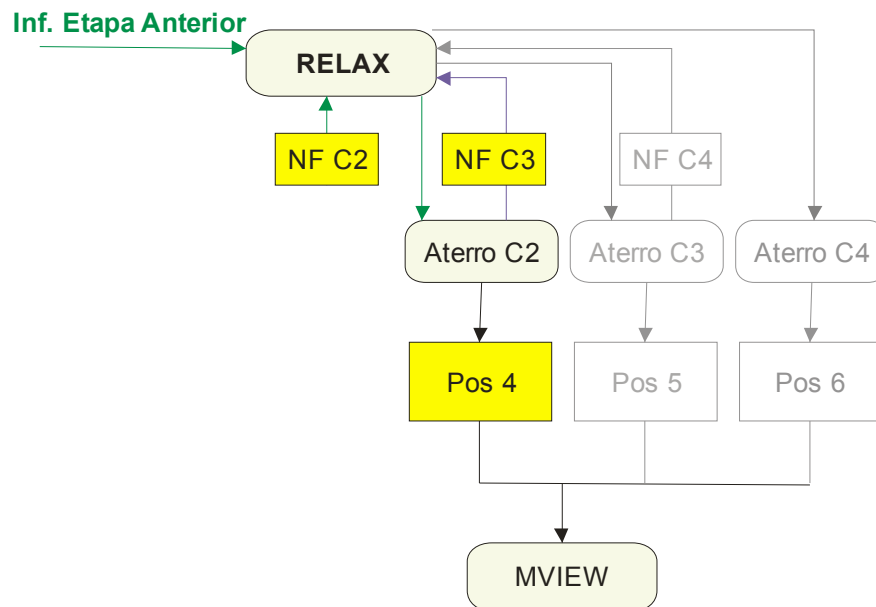 Inf. Etapa Anterior
RELAX
NF C2
NF C3
NF C4
Aterro C2
Aterro C3
Aterro C4
Pos 4
Pos 5
Pos 6
MVIEW